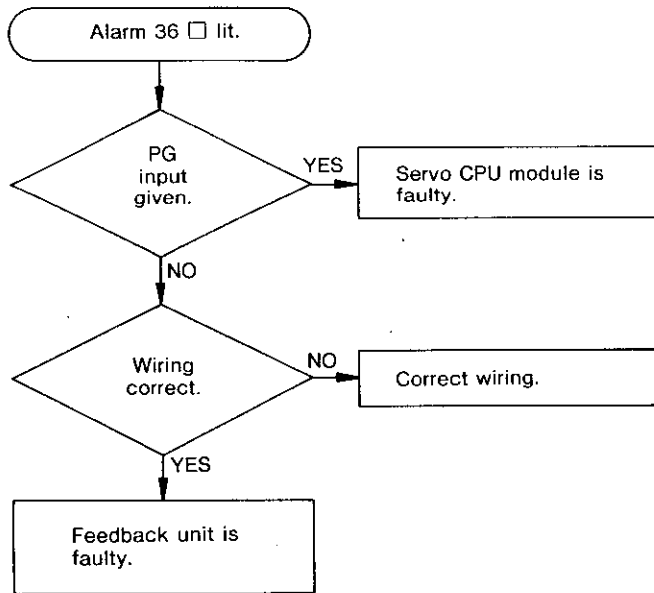 Alarm 36 □ lit.
PG
input
given.
YES
Servo CPU module is
faulty.
NO
Wiring
correct.
NO
Correct wiring.
YES
Feedback unit is
faulty.